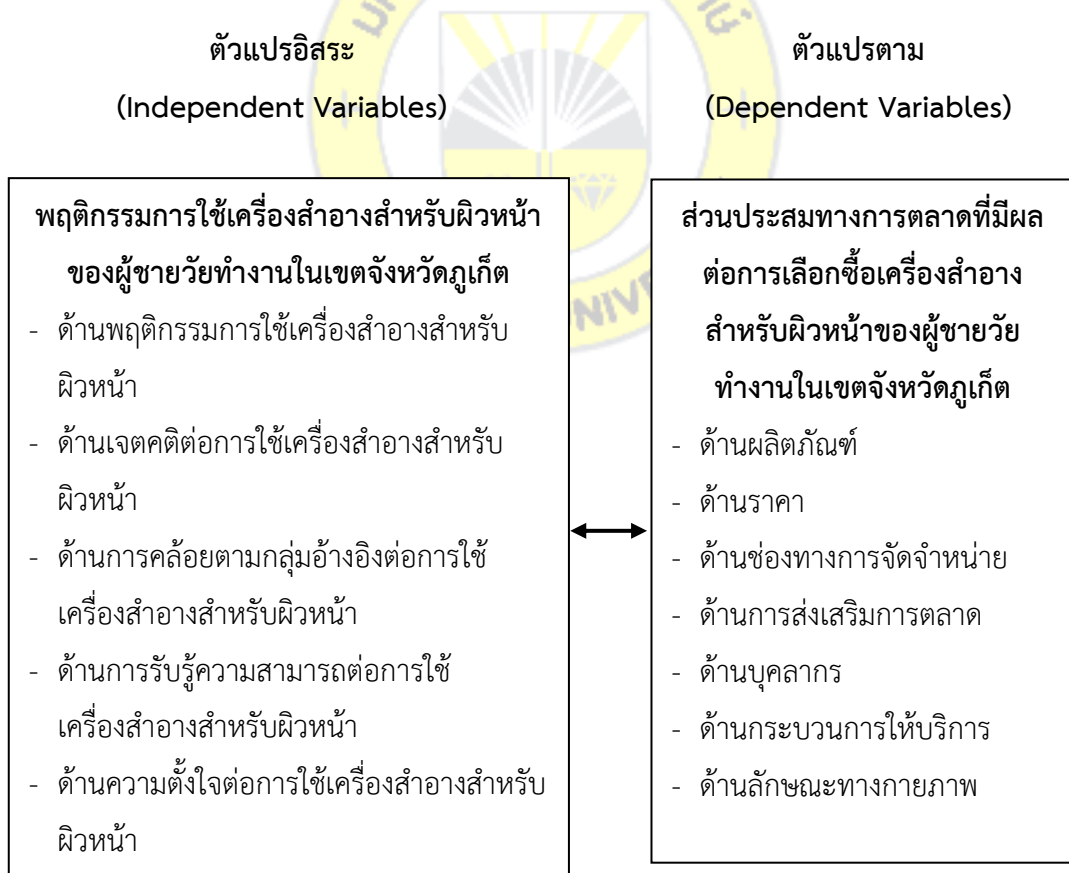 ตัวแปรอิสระ
(Independent Variables)
พฤติกรรมการใช้เครื่องสำอางสำหรับผิวหน้า
ของผู้ชายวัยทำงานในเขตจังหวัดภูเก็ต
- ด้านพฤติกรรมการใช้เครื่องสำอางสำหรับ
ผิวหน้า
- ด้านเจตคติต่อการใช้เครื่องสำอางสำหรับ
ผิวหน้า
- ด้านการคล้อยตามกลุ่มอ้างอิงต่อการใช้
เครื่องสำอางสำหรับผิวหน้า
- ด้านการรับรู้ความสามารถต่อการใช้
เครื่องสำอางสำหรับผิวหน้า
- ด้านความตั้งใจต่อการใช้เครื่องสำอางสำหรับ
ผิวหน้า
ตัวแปรตาม
(Dependent Variables)
ส่วนประสมทางการตลาดที่มีผล
ต่อการเลือกซื้อเครื่องสำอาง
สำหรับผิวหน้าของผู้ชายวัย
ทำงานในเขตจังหวัดภูเก็ต
- ด้านผลิตภัณฑ์
- ด้านราคา
- ด้านช่องทางการจัดจำหน่าย
- ด้านการส่งเสริมการตลาด
- ด้านบุคลากร
- ด้านกระบวนการให้บริการ
- ด้านลักษณะทางกายภาพ